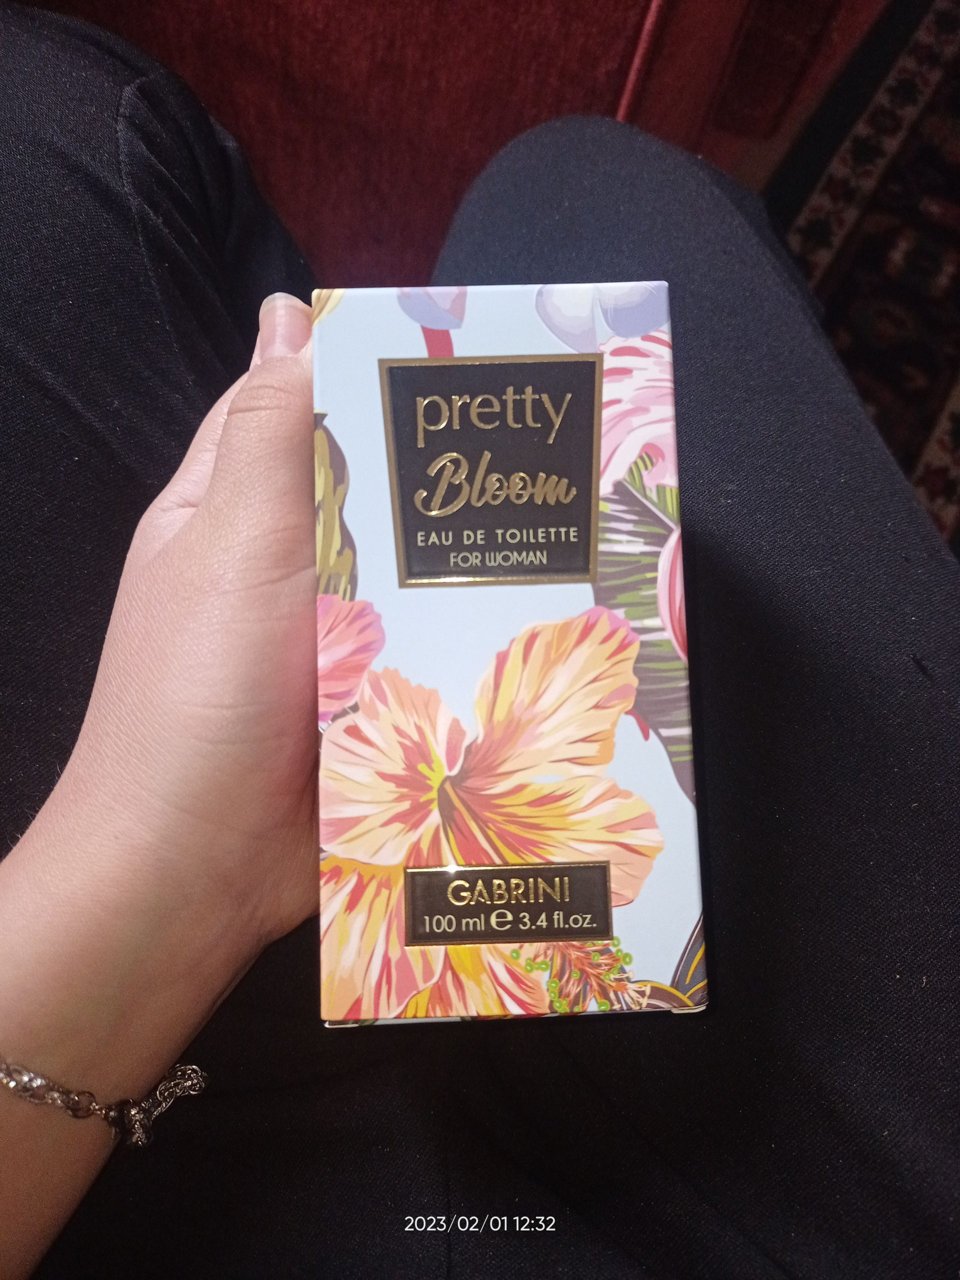 pretty
Bloom
EAU DE TOILETTE
FOR WOMAN
GABRINI
100 ml e 3.4 fl.oz.
2023/02/01 12:32